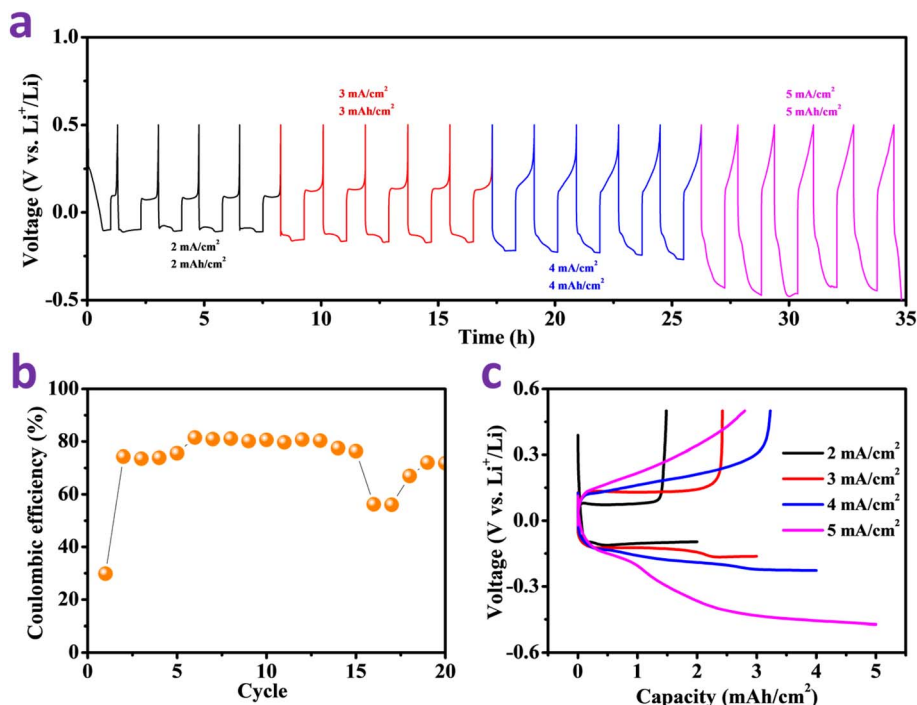 a
1.0
0.5
0.0
-0.5
Voltage (V vs. Li⁺/Li)
3 mA/cm²
3 mAh/cm²
5 mA/cm²
5 mAh/cm²
2 mA/cm²
2 mAh/cm²
4 mA/cm²
4 mAh/cm²
0 5 10 15 20 25 30 35
Time (h)
b
100
80
60
40
20
0
Coulombic efficiency (%)
0 5 10 15 20
Cycle
c
0.6
0.3
0.0
-0.3
-0.6
Voltage (V vs. Li⁺/Li)
2 mA/cm²
3 mA/cm²
4 mA/cm²
5 mA/cm²
0 1 2 3 4 5
Capacity (mAh/cm²)